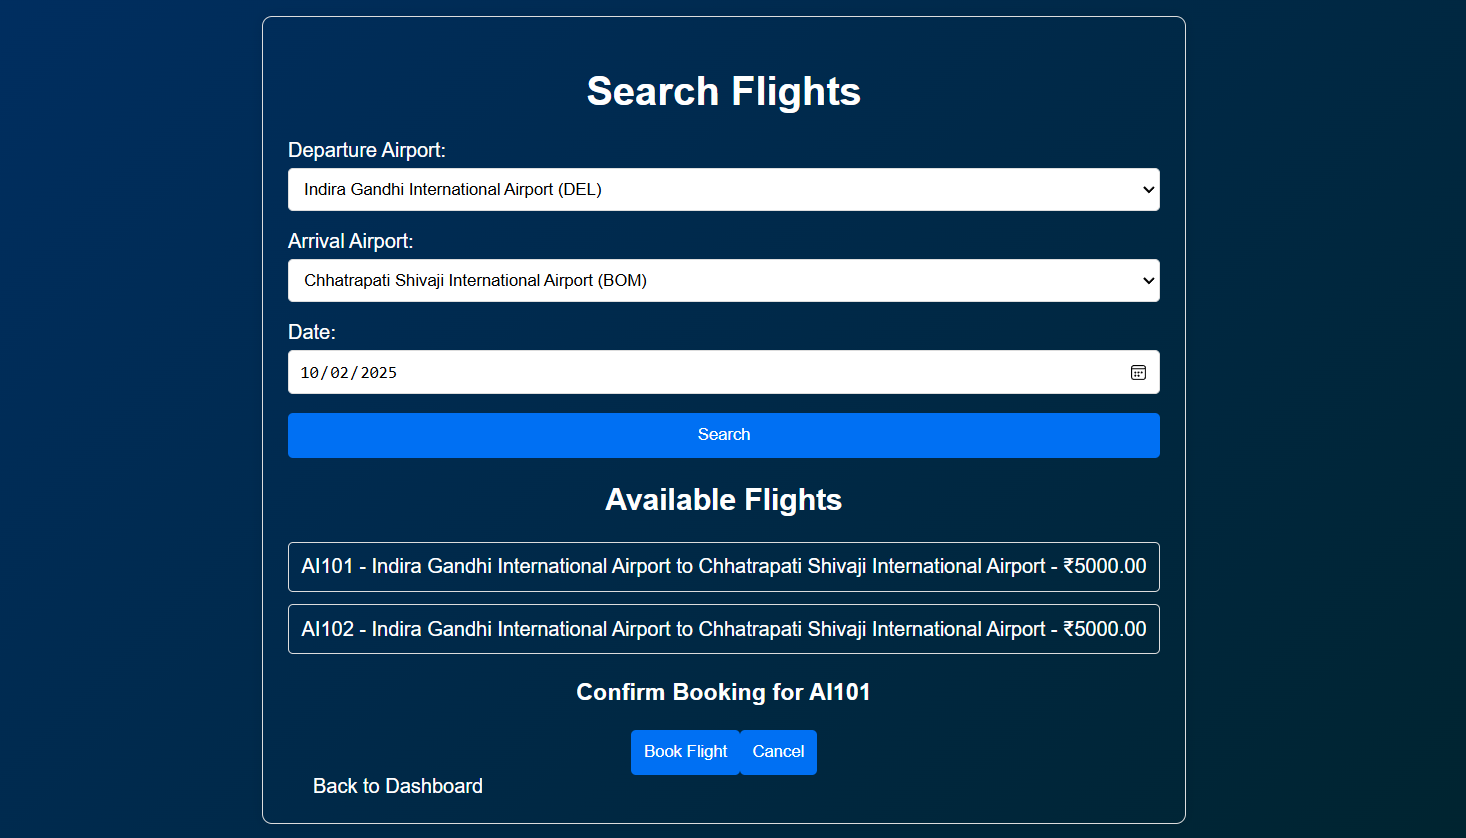 Search Flights
Departure Airport:
Indira Gandhi International Airport (DEL)
Arrival Airport:
Chhatrapati Shivaji International Airport (BOM)
Date:
10/02/2025
Search
Available Flights
AI101 - Indira Gandhi International Airport to Chhatrapati Shivaji International Airport - ₹5000.00
AI102 - Indira Gandhi International Airport to Chhatrapati Shivaji International Airport - ₹5000.00
Confirm Booking for AI101
Book Flight Cancel
Back to Dashboard